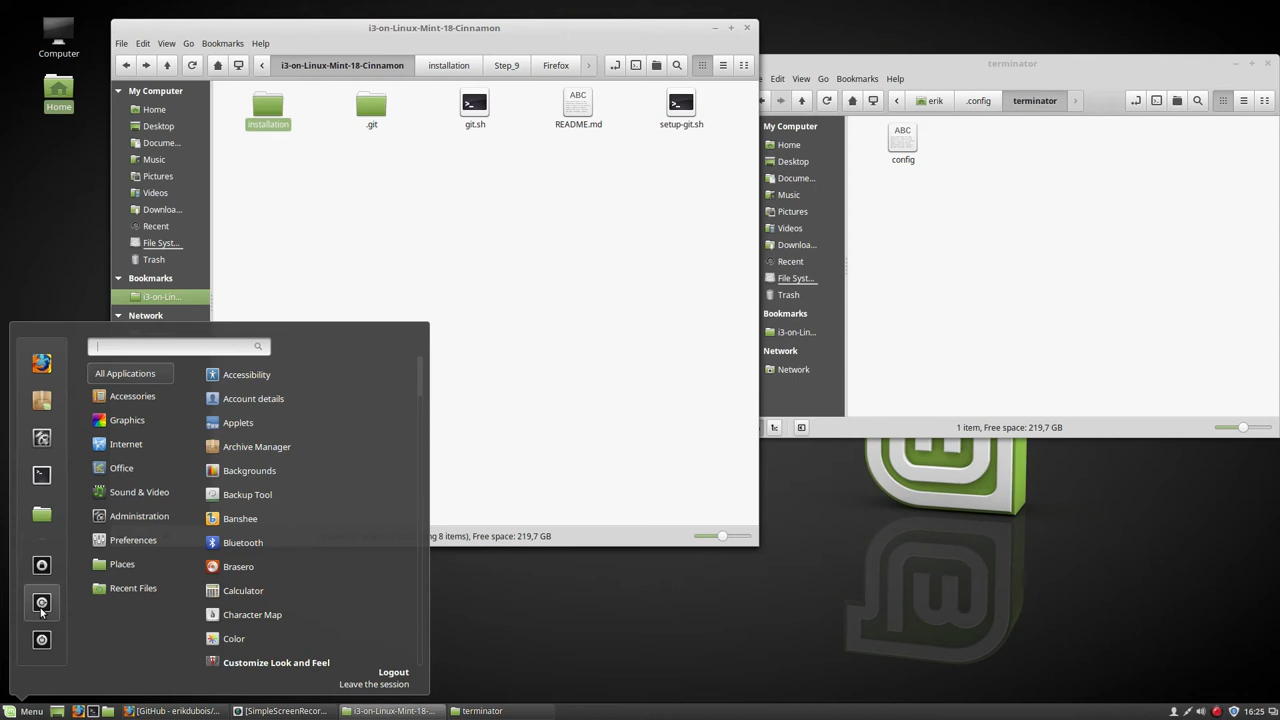 Computer
Home
i3-on-Linux-Mint-18-Cinnamon
File Edit View Go Bookmarks Help
i3-on-Linux-Mint-18-Cinnamon installation Step_9 Firefox
My Computer
Home
Desktop
Docume...
Music
Pictures
Videos
Downloa...
Recent
File Syst...
Trash
Bookmarks
i3-on-Lin...
Network
installation
.git
git.sh
ABC
README.md
setup-git.sh
g 8 items), Free space: 219,7 GB
terminator
Edit View Go Bookmarks Help
erik .config terminator
My Computer
Home
Desktop
Docume...
Music
Pictures
Videos
Downloa...
Recent
File Syst...
Trash
Bookmarks
i3-on-Lin...
Network
Network
ABC
config
1 item, Free space: 219,7 GB
All Applications
Accessories
Graphics
Internet
Office
Sound & Video
Administration
Preferences
Places
Recent Files
Accessibility
Account details
Applets
Archive Manager
Backgrounds
Backup Tool
Banshee
Bluetooth
Brasero
Calculator
Character Map
Color
Customize Look and Feel
Logout
Leave the session
Menu
[GitHub - erikdubois/...
[SimpleScreenRecor...
i3-on-Linux-Mint-18-...
terminator
16:25